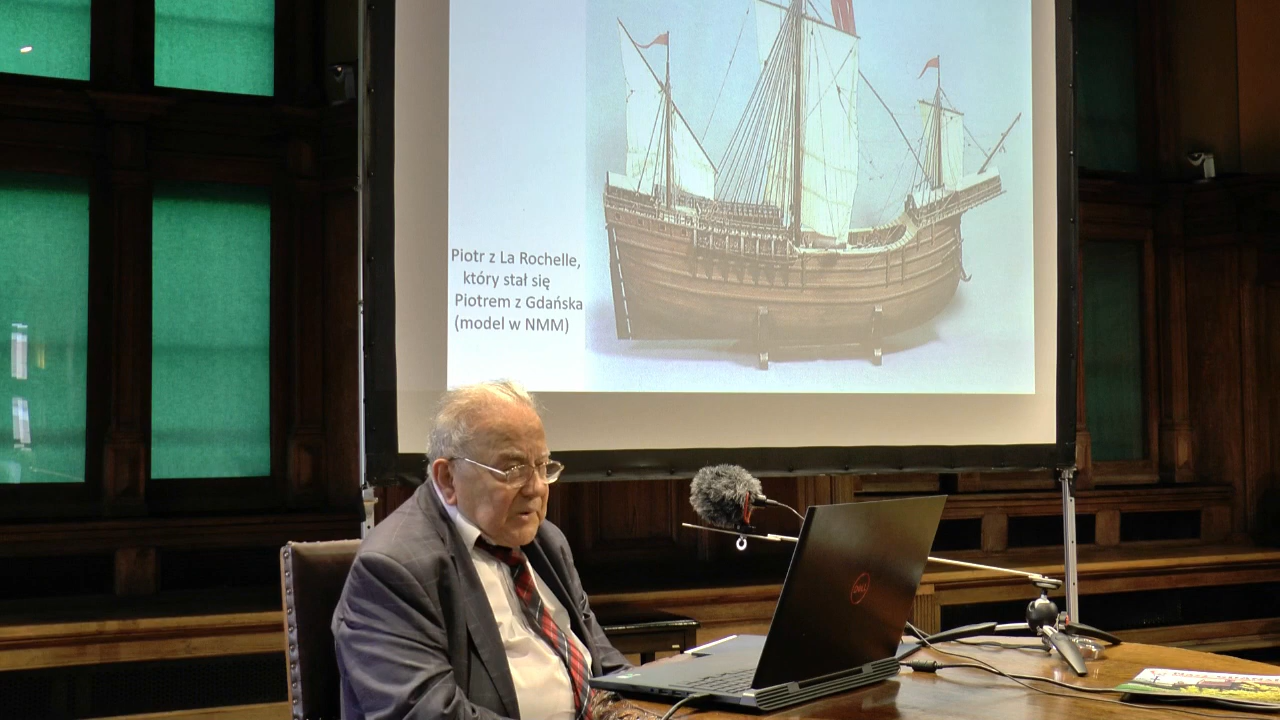 Piotr z La Rochelle,
który stał się
Piotrem z Gdańska
(model w NMM)
DELL